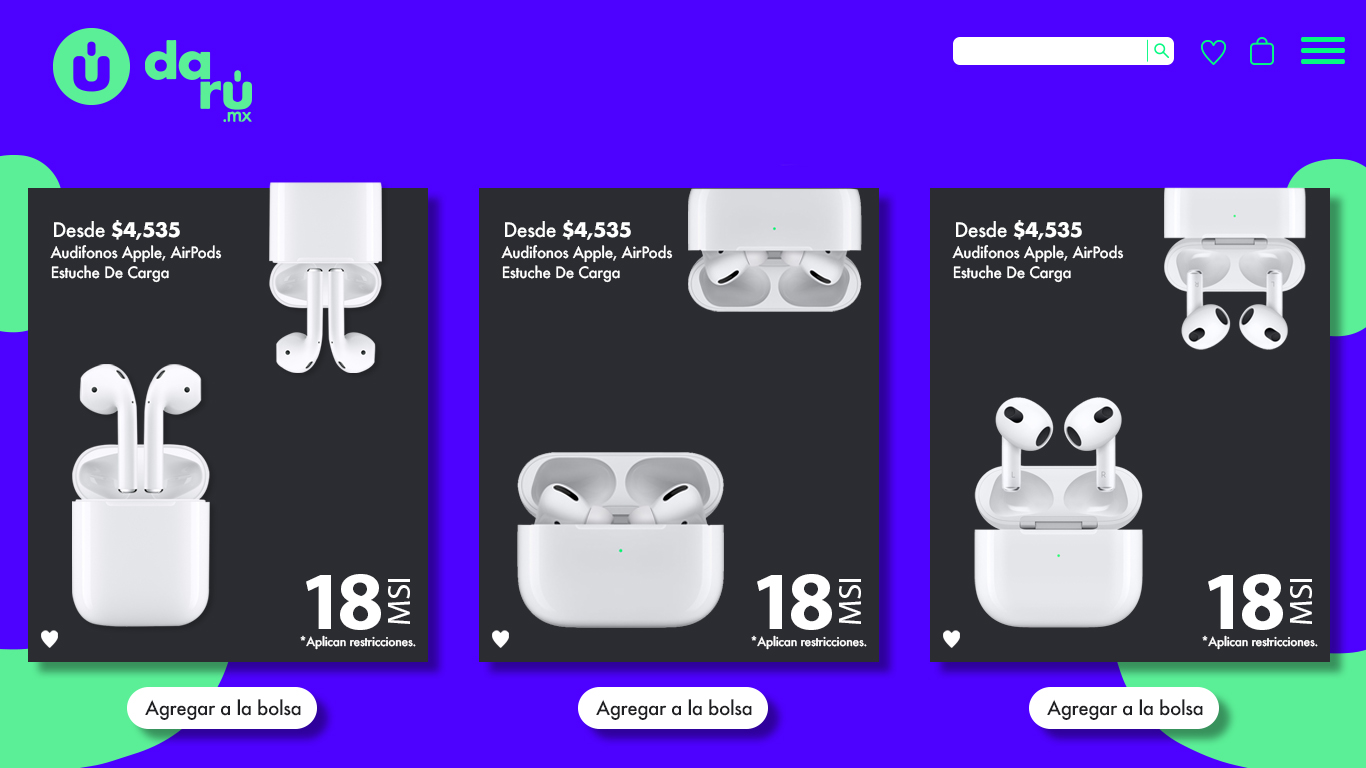 da
rú
.mx
Desde $4,535
Audifonos Apple, AirPods
Estuche De Carga
18 MSI
*Aplican restricciones.
Agregar a la bolsa
Desde $4,535
Audifonos Apple, AirPods
Estuche De Carga
18 MSI
*Aplican restricciones.
Agregar a la bolsa
Desde $4,535
Audifonos Apple, AirPods
Estuche De Carga
18 MSI
*Aplican restricciones.
Agregar a la bolsa